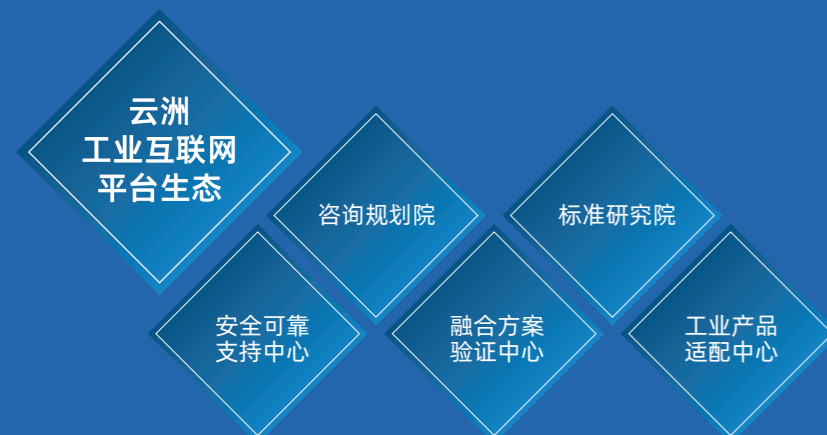 云洲
工业互联网
平台生态
咨询规划院
标准研究院
安全可靠
支持中心
融合方案
验证中心
工业产品
适配中心